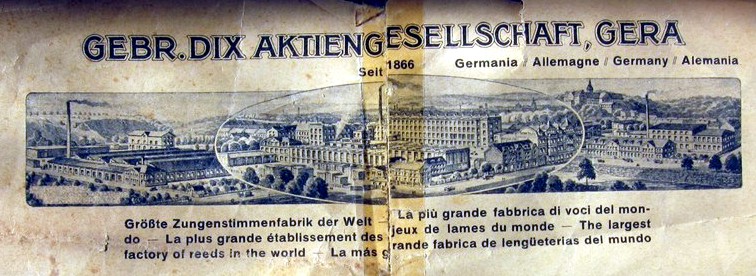 GEBR. DIX AKTIENGESELLSCHAFT, GERA
Seit 1866 Germania // Allemagne // Germany // Alemania
Größte Zungenstimmenfabrik der Welt — La più grande fabbrica di voci del mon-
do — La plus grande établissement des jeux de lames du monde — The largest
factory of reeds in the world — La más grande fabrica de lengüeterias del mundo